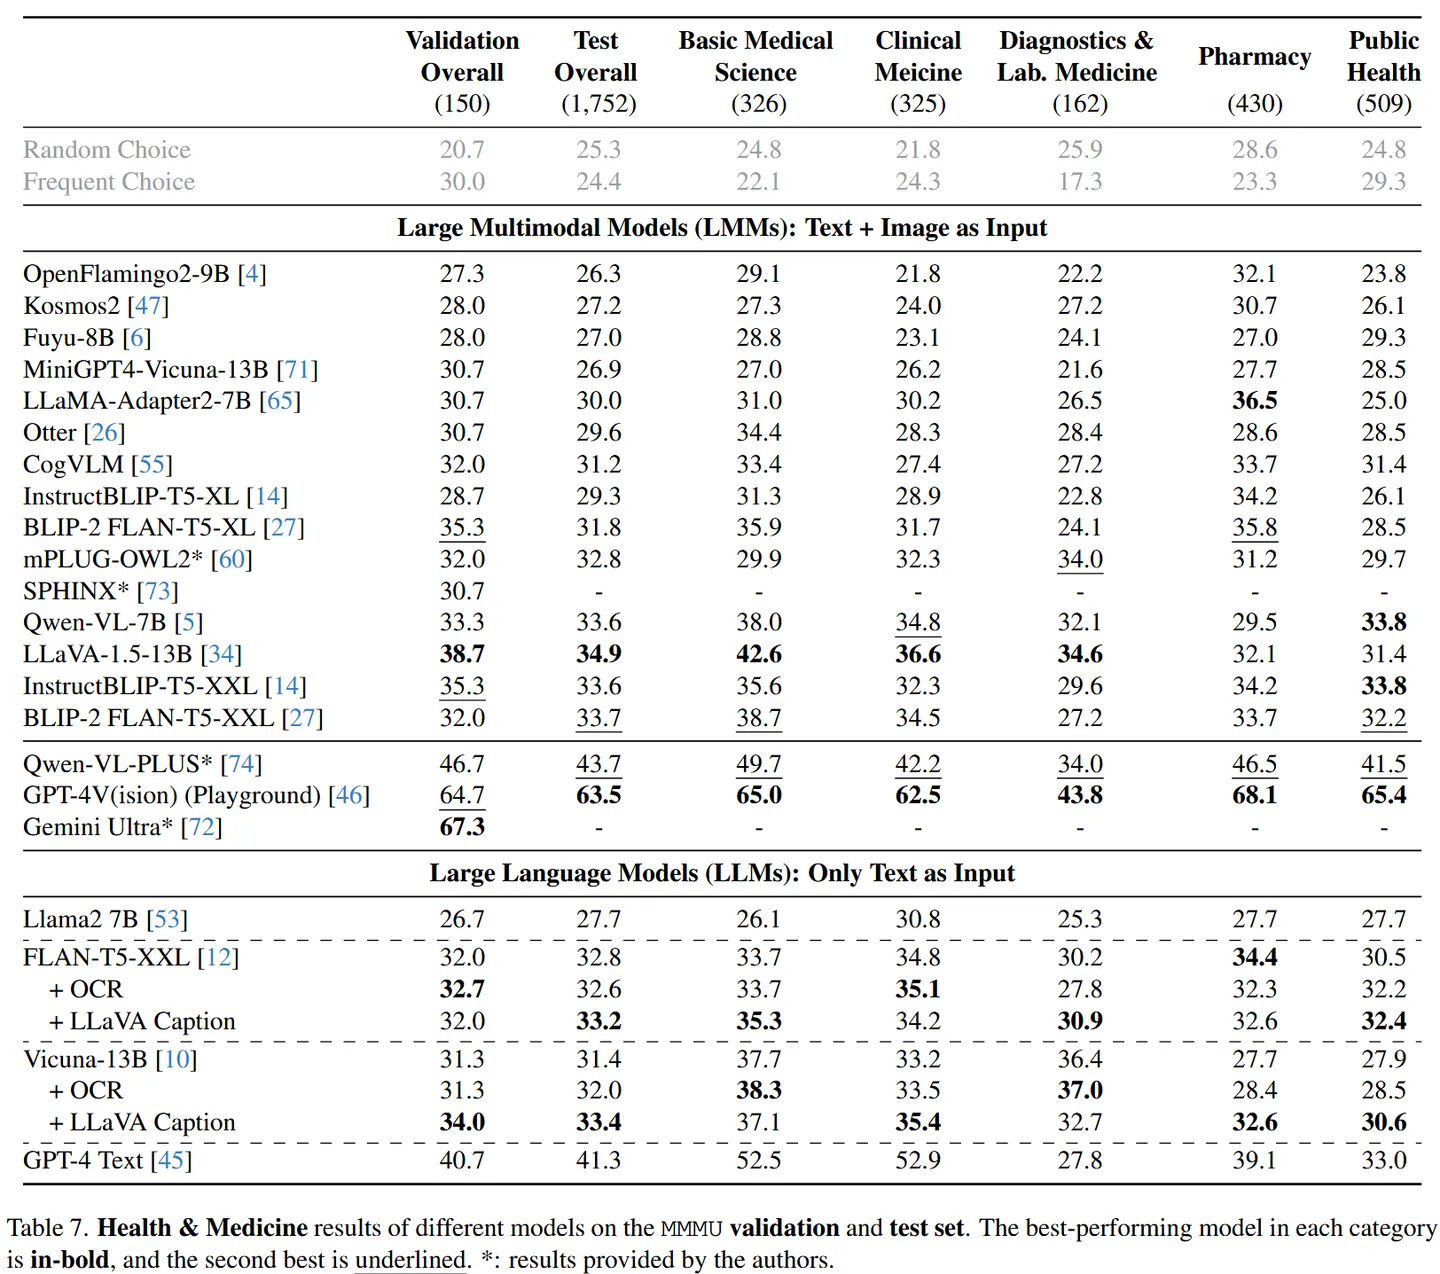 Validation Overall (150) Test Overall (1,752) Basic Medical Science (326) Clinical Meicine (325) Diagnostics & Lab. Medicine (162) Pharmacy (430) Public Health (509)
Random Choice 20.7 25.3 24.8 21.8 25.9 28.6 24.8
Frequent Choice 30.0 24.4 22.1 24.3 17.3 23.3 29.3
Large Multimodal Models (LMMs): Text + Image as Input
OpenFlamingo2-9B [4] 27.3 26.3 29.1 21.8 22.2 32.1 23.8
Kosmos2 [47] 28.0 27.2 27.3 24.0 27.2 30.7 26.1
Fuyu-8B [6] 28.0 27.0 28.8 23.1 24.1 27.0 29.3
MiniGPT4-Vicuna-13B [71] 30.7 26.9 27.0 26.2 21.6 27.7 28.5
LLaMA-Adapter2-7B [65] 30.7 30.0 31.0 30.2 26.5 36.5 25.0
Otter [26] 30.7 29.6 34.4 28.3 28.4 28.6 28.5
CogVLM [55] 32.0 31.2 33.4 27.4 27.2 33.7 31.4
InstructBLIP-T5-XL [14] 28.7 29.3 31.3 28.9 22.8 34.2 26.1
BLIP-2 FLAN-T5-XL [27] 35.3 31.8 35.9 31.7 24.1 35.8 28.5
mPLUG-OWL2* [60] 32.0 32.8 29.9 32.3 34.0 31.2 29.7
SPHINX* [73] 30.7 - - - - - -
Qwen-VL-7B [5] 33.3 33.6 38.0 34.8 32.1 29.5 33.8
LLaVA-1.5-13B [34] 38.7 34.9 42.6 36.6 34.6 32.1 31.4
InstructBLIP-T5-XXL [14] 35.3 33.6 35.6 32.3 29.6 34.2 33.8
BLIP-2 FLAN-T5-XXL [27] 32.0 33.7 38.7 34.5 27.2 33.7 32.2
Qwen-VL-PLUS* [74] 46.7 43.7 49.7 42.2 34.0 46.5 41.5
GPT-4V(ision) (Playground) [46] 64.7 63.5 65.0 62.5 43.8 68.1 65.4
Gemini Ultra* [72] 67.3 - - - - - -
Large Language Models (LLMs): Only Text as Input
Llama2 7B [53] 26.7 27.7 26.1 30.8 25.3 27.7 27.7
FLAN-T5-XXL [12] 32.0 32.8 33.7 34.8 30.2 34.4 30.5
+ OCR 32.7 32.6 33.7 35.1 27.8 32.3 32.2
+ LLaVA Caption 32.0 33.2 35.3 34.2 30.9 32.6 32.4
Vicuna-13B [10] 31.3 31.4 37.7 33.2 36.4 27.7 27.9
+ OCR 31.3 32.0 38.3 33.5 37.0 28.4 28.5
+ LLaVA Caption 34.0 33.4 37.1 35.4 32.7 32.6 30.6
GPT-4 Text [45] 40.7 41.3 52.5 52.9 27.8 39.1 33.0
Table 7. Health & Medicine results of different models on the MMMU validation and test set. The best-performing model in each category
is in-bold, and the second best is underlined. *: results provided by the authors.